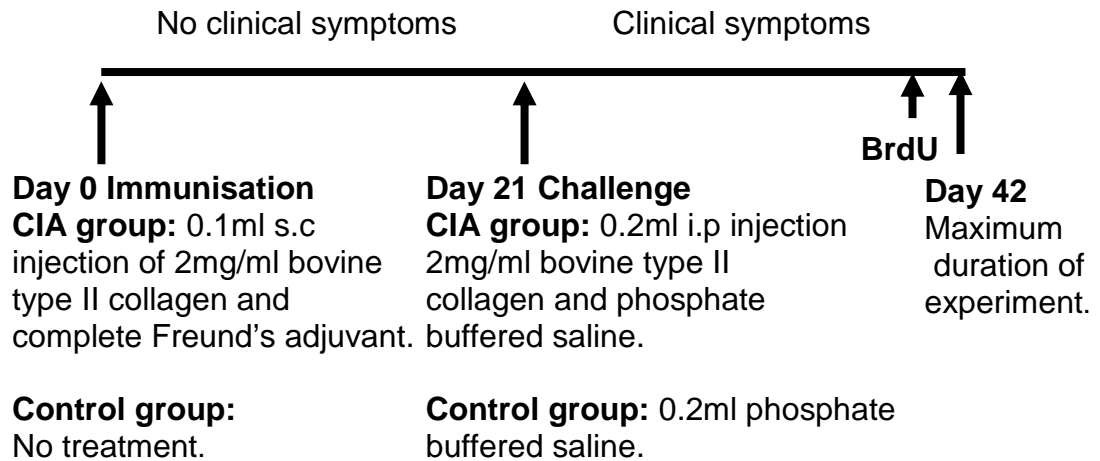 No clinical symptoms
Clinical symptoms
BrdU
Day 0 Immunisation
CIA group: 0.1ml s.c
injection of 2mg/ml bovine
type II collagen and
complete Freund's adjuvant.
Control group:
No treatment.
Day 21 Challenge
CIA group: 0.2ml i.p injection
2mg/ml bovine type II
collagen and phosphate
buffered saline.
Control group: 0.2ml phosphate
buffered saline.
Day 42
Maximum
duration of
experiment.